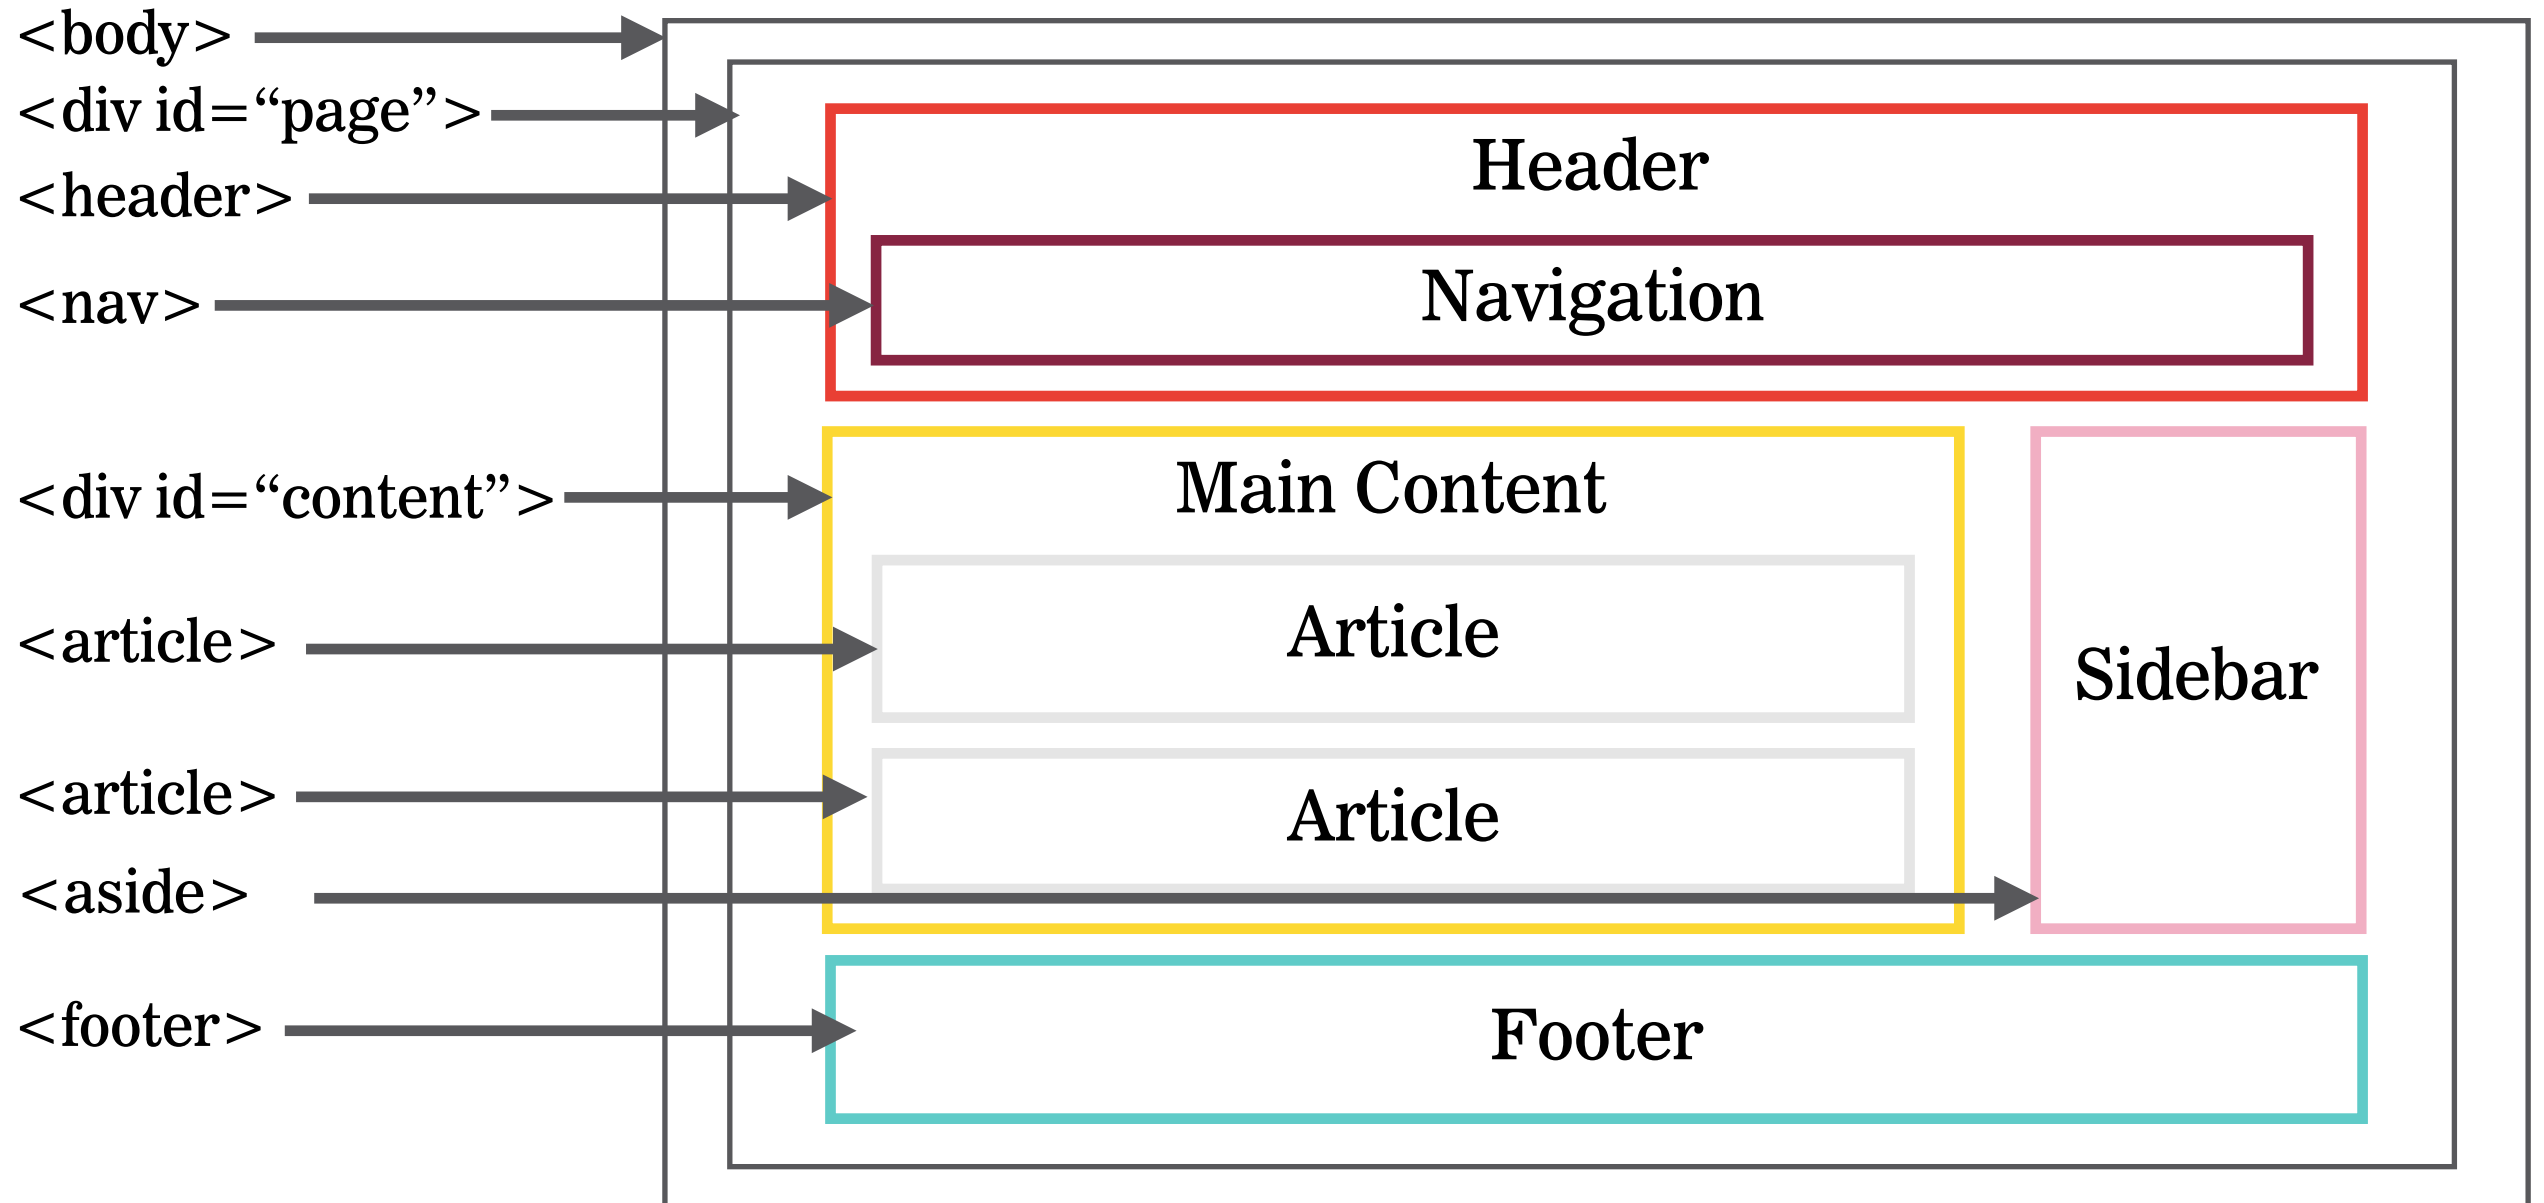 <body>
<div id=“page”>
<header>
Header
<nav>
Navigation
<div id=“content”>
Main Content
<article>
Article
Sidebar
<article>
Article
<aside>
<footer>
Footer